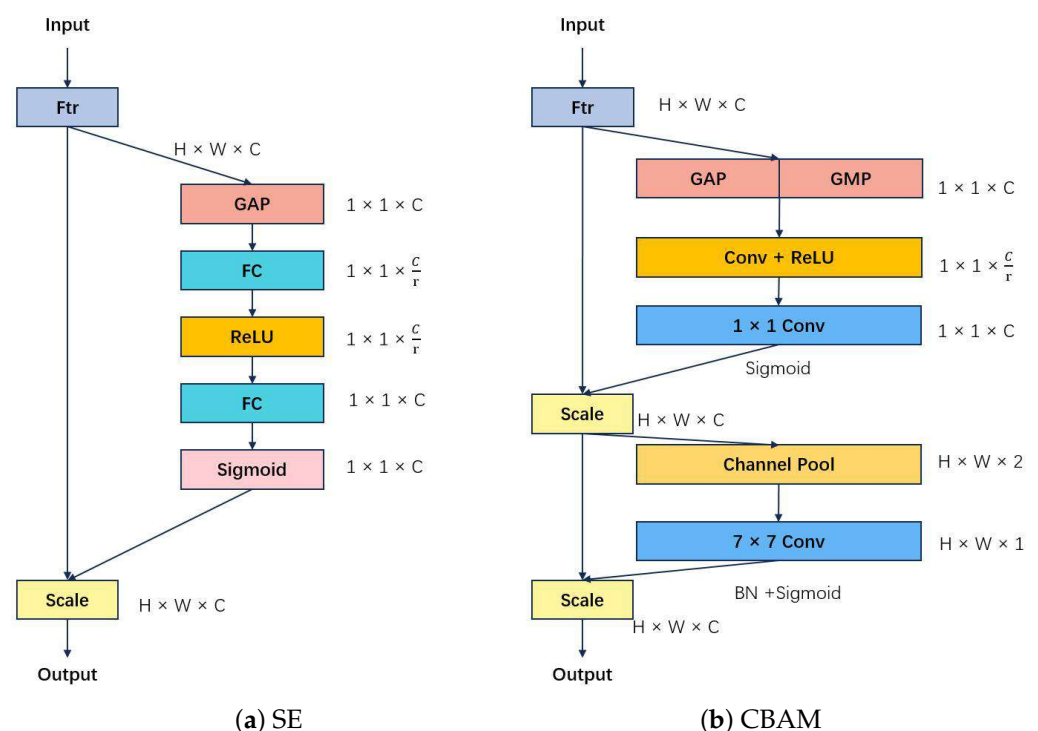 Input
Ftr
H × W × C
GAP
1 × 1 × C
FC
1 × 1 × C/r
ReLU
1 × 1 × C/r
FC
1 × 1 × C
Sigmoid
1 × 1 × C
Scale
H × W × C
Output
(a) SE
Input
Ftr
H × W × C
GAP
GMP
1 × 1 × C
Conv + ReLU
1 × 1 × C/r
1 × 1 Conv
1 × 1 × C
Sigmoid
Scale
H × W × C
Channel Pool
H × W × 2
7 × 7 Conv
H × W × 1
BN +Sigmoid
Scale
H × W × C
Output
(b) CBAM